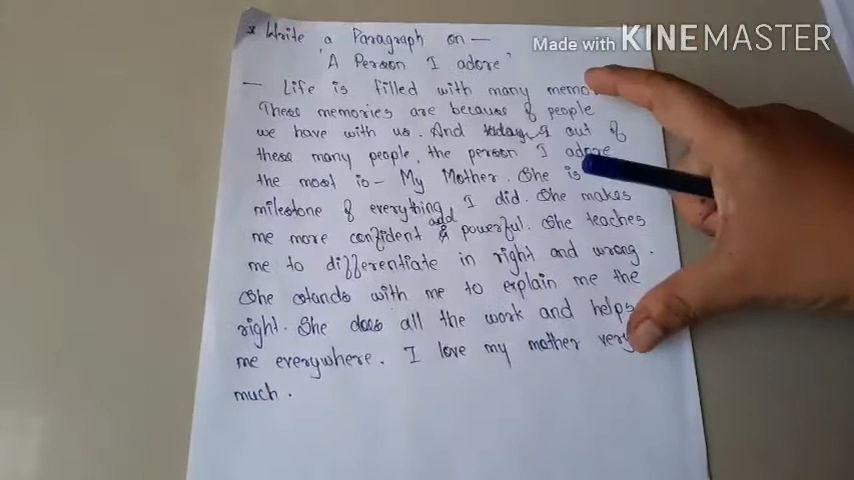 * Write a Paragraph on —
'A Person I adore'
Made with KINEMASTER
— Life is filled with many
These memories are because of people
we have with us. And today, I out of
these many people, the person I adore
the most is – My Mother. She is
milestone of everything I did. She makes
me more confident and powerful. She teaches
me to differentiate in right and wrong.
She stands with me to explain me the
right. She does all the work and helps
me everywhere. I love my mother very
much.